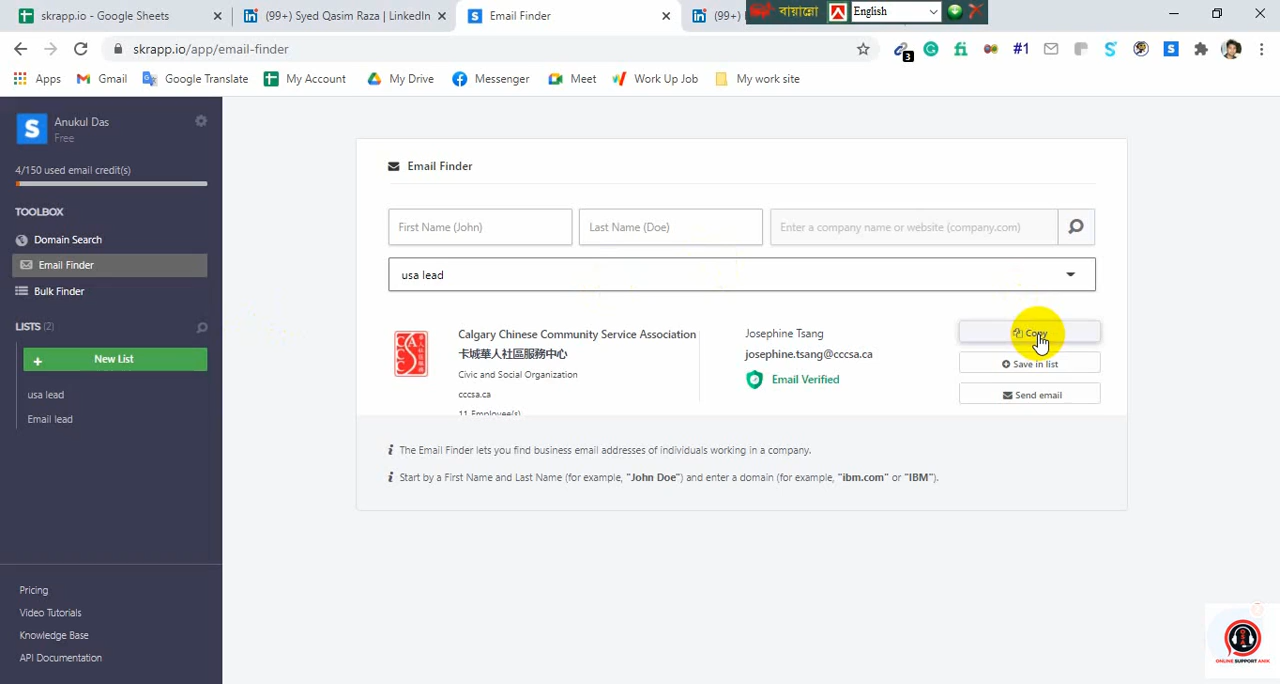 skrapp.io - Google Sheets
(99+) Syed Qasim Raza | LinkedIn
Email Finder
(99+)
বায়ান্নো
English
skrapp.io/app/email-finder
3
#1
Apps
Gmail
Google Translate
My Account
My Drive
Messenger
Meet
Work Up Job
My work site
S
Anukul Das
Free
4/150 used email credit(s)
TOOLBOX
Domain Search
Email Finder
Bulk Finder
LISTS (2)
+ New List
usa lead
Email lead
Pricing
Video Tutorials
Knowledge Base
API Documentation
Email Finder
First Name (John)
Last Name (Doe)
Enter a company name or website (company.com)
usa lead
Calgary Chinese Community Service Association
卡城華人社區服務中心
Civic and Social Organization
cccsa.ca
11 Employee(s)
Josephine Tsang
josephine.tsang@cccsa.ca
Email Verified
Copy
Save in list
Send email
i The Email Finder lets you find business email addresses of individuals working in a company.
i Start by a First Name and Last Name (for example, "John Doe") and enter a domain (for example, "ibm.com" or "IBM").
ONLINE SUPPORT ANIK